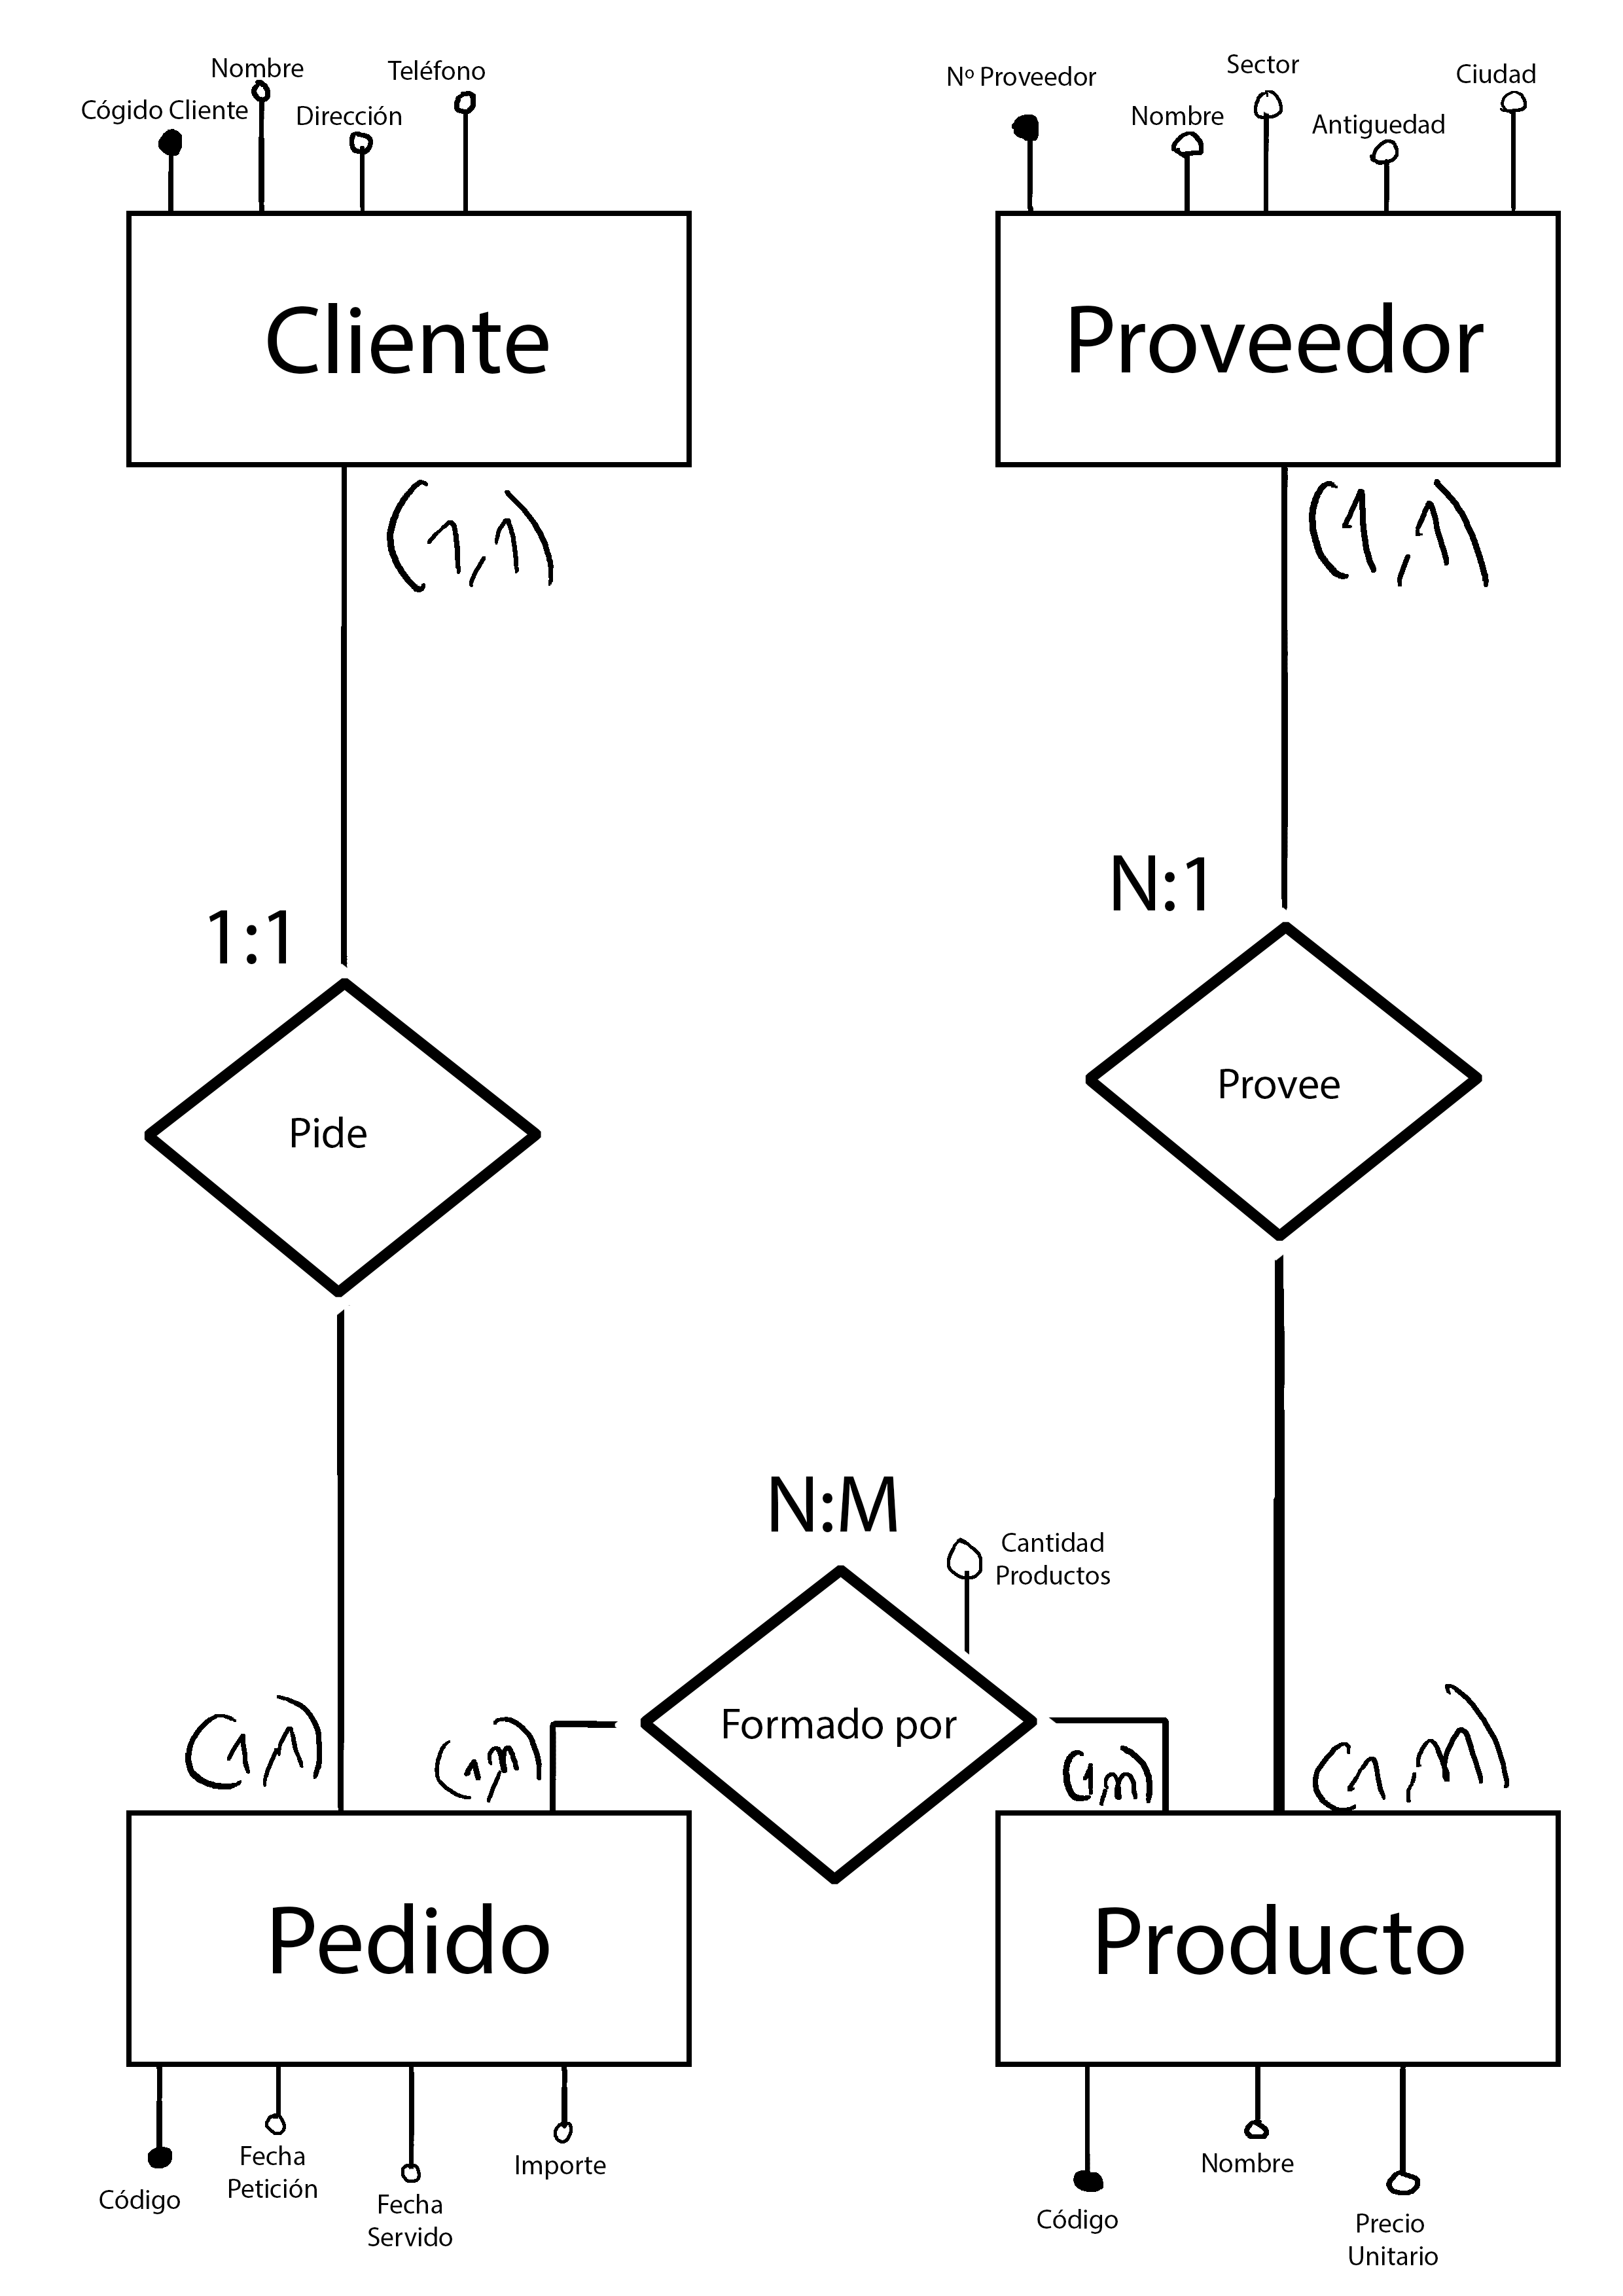 Nombre
Teléfono
Cógido Cliente
Dirección
Nº Proveedor
Sector
Ciudad
Nombre
Antiguedad
Cliente
Proveedor
(1,1)
(1,1)
N:1
1:1
Pide
Provee
N:M
Cantidad
Productos
Formado por
(1,1)
(1,m)
(1,m)
(1,M)
Pedido
Producto
Código
Fecha
Petición
Fecha
Servido
Importe
Código
Nombre
Precio
Unitario